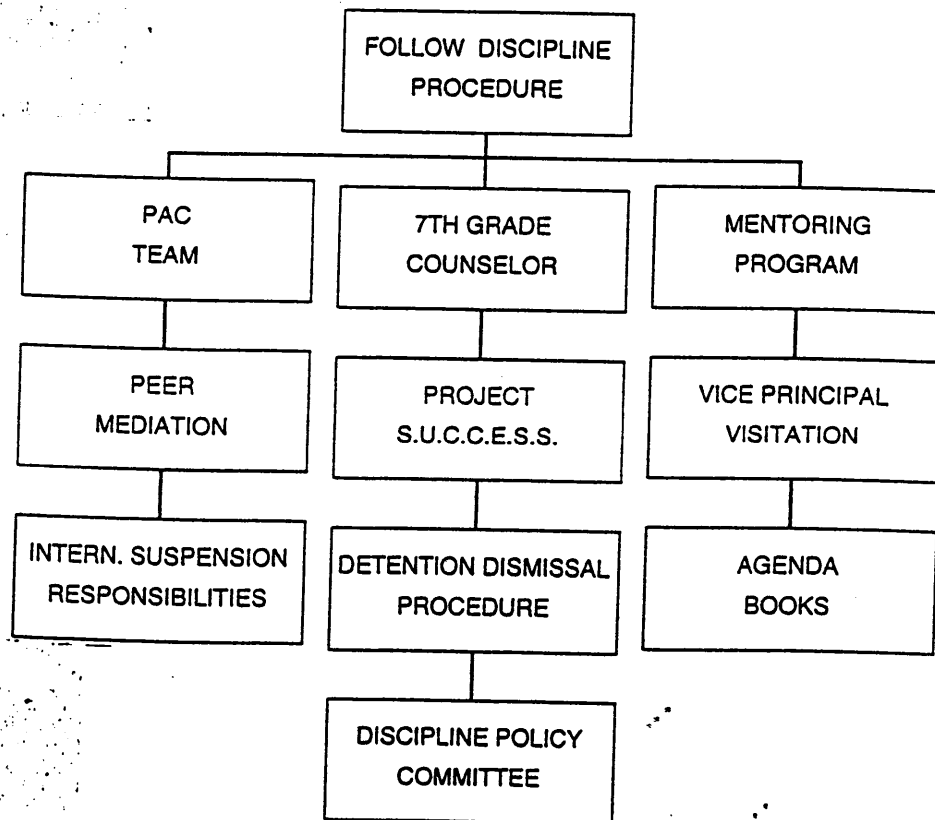 FOLLOW DISCIPLINE
PROCEDURE
PAC
TEAM
7TH GRADE
COUNSELOR
MENTORING
PROGRAM
PEER
MEDIATION
PROJECT
S.U.C.C.E.S.S.
VICE PRINCIPAL
VISITATION
INTERN. SUSPENSION
RESPONSIBILITIES
DETENTION DISMISSAL
PROCEDURE
AGENDA
BOOKS
DISCIPLINE POLICY
COMMITTEE